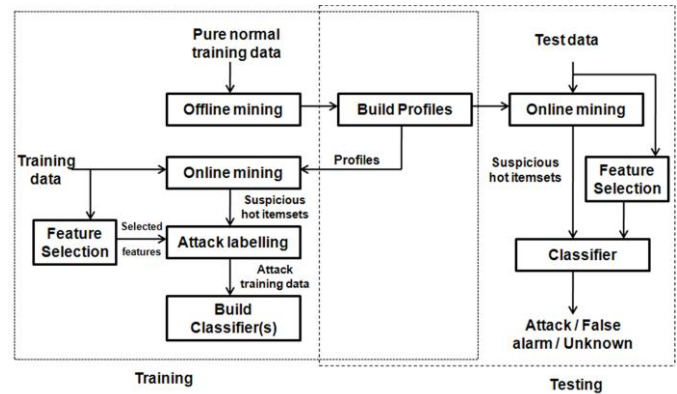 Pure normal
training data
Test data
Offline mining
Build Profiles
Online mining
Training
data
Online mining
Profiles
Suspicious
hot itemsets
Feature
Selection
Suspicious
hot itemsets
Feature
Selection
Selected
features
Attack labelling
Classifier
Attack
training data
Build
Classifier(s)
Attack / False
alarm / Unknown
Training
Testing